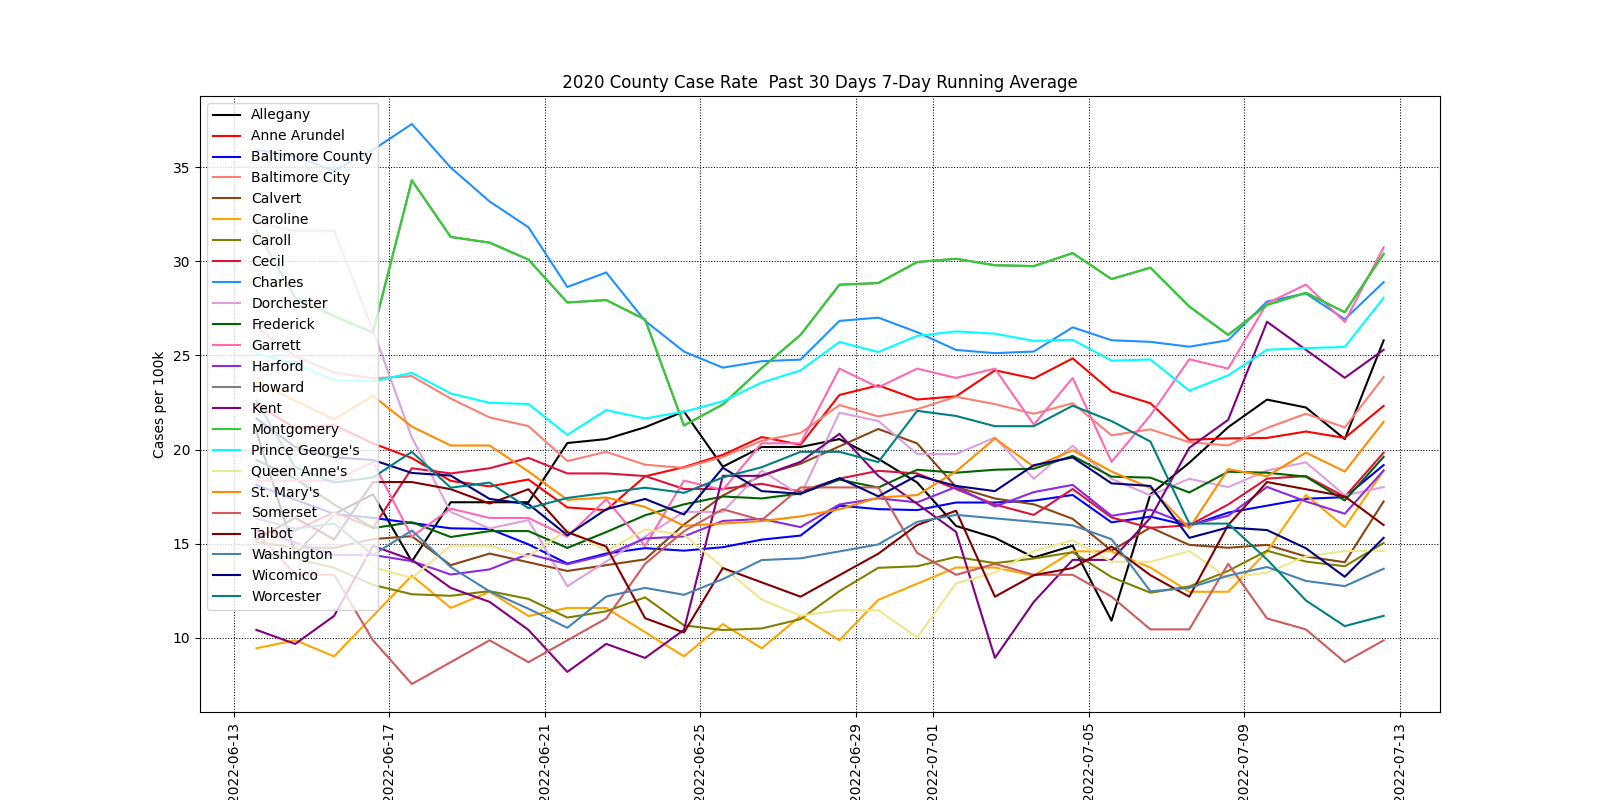 2020 County Case Rate  Past 30 Days 7-Day Running Average
Cases per 100k
35
30
25
20
15
10
Allegany
Anne Arundel
Baltimore County
Baltimore City
Calvert
Caroline
Caroll
Cecil
Charles
Dorchester
Frederick
Garrett
Harford
Howard
Kent
Montgomery
Prince George's
Queen Anne's
St. Mary's
Somerset
Talbot
Washington
Wicomico
Worcester
2022-06-13
2022-06-17
2022-06-21
2022-06-25
2022-06-29
2022-07-01
2022-07-05
2022-07-09
2022-07-13